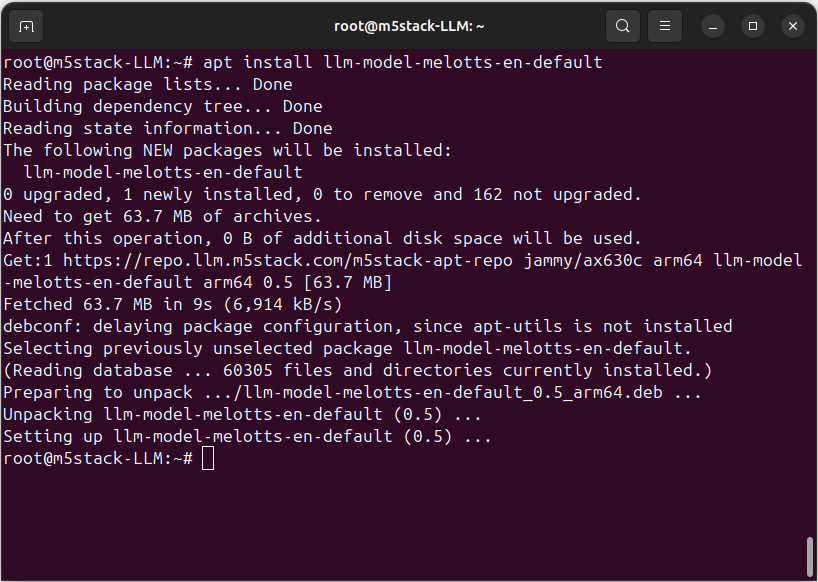 root@m5stack-LLM: ~
root@m5stack-LLM:~# apt install llm-model-melotts-en-default
Reading package lists... Done
Building dependency tree... Done
Reading state information... Done
The following NEW packages will be installed:
  llm-model-melotts-en-default
0 upgraded, 1 newly installed, 0 to remove and 162 not upgraded.
Need to get 63.7 MB of archives.
After this operation, 0 B of additional disk space will be used.
Get:1 https://repo.llm.m5stack.com/m5stack-apt-repo jammy/ax630c arm64 llm-model
-melotts-en-default arm64 0.5 [63.7 MB]
Fetched 63.7 MB in 9s (6,914 kB/s)
debconf: delaying package configuration, since apt-utils is not installed
Selecting previously unselected package llm-model-melotts-en-default.
(Reading database ... 60305 files and directories currently installed.)
Preparing to unpack .../llm-model-melotts-en-default_0.5_arm64.deb ...
Unpacking llm-model-melotts-en-default (0.5) ...
Setting up llm-model-melotts-en-default (0.5) ...
root@m5stack-LLM:~#